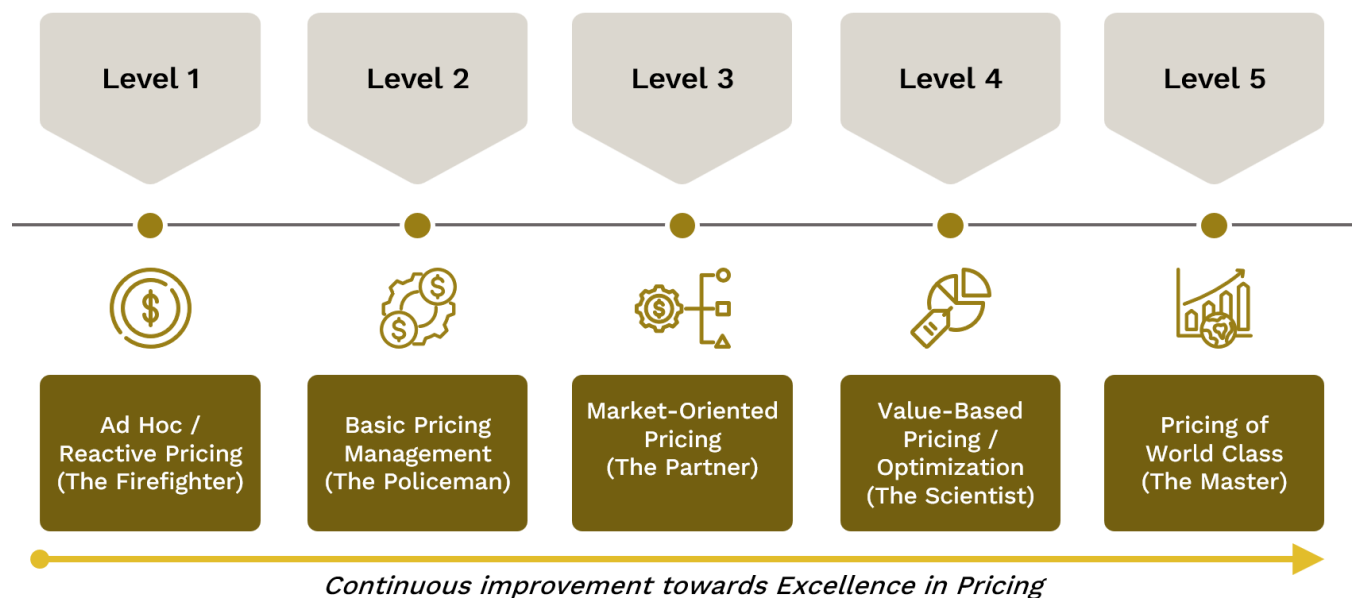 Level 1
Level 2
Level 3
Level 4
Level 5
$
$
$
$
Ad Hoc /
Reactive Pricing
(The Firefighter)
Basic Pricing
Management
(The Policeman)
Market-Oriented
Pricing
(The Partner)
Value-Based
Pricing /
Optimization
(The Scientist)
Pricing of
World Class
(The Master)
Continuous improvement towards Excellence in Pricing